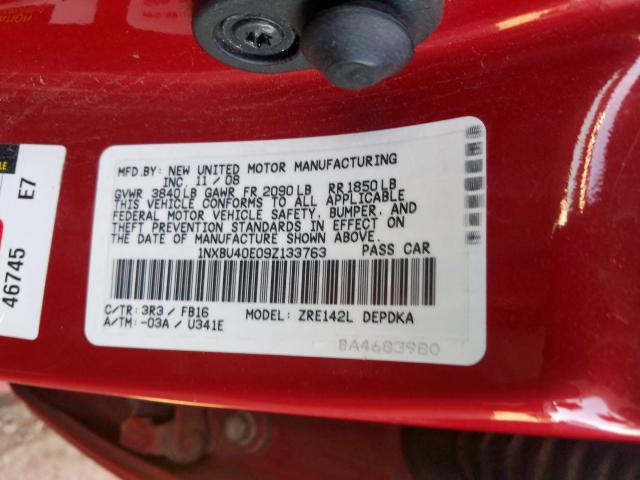 MFD.BY: NEW UNITED MOTOR MANUFACTURING
INC. 11/08
GVWR 3840LB GAWR FR 2090LB RR1850LB
THIS VEHICLE CONFORMS TO ALL APPLICABLE
FEDERAL MOTOR VEHICLE SAFETY, BUMPER, AND
THEFT PREVENTION STANDARDS IN EFFECT ON
THE DATE OF MANUFACTURE SHOWN ABOVE.
1NXBU40E09Z133763 PASS CAR
C/TR: 3R3 / FB16 MODEL: ZRE142L DEPDKA
A/TM: -03A / U341E
BA4683980
46745 E7